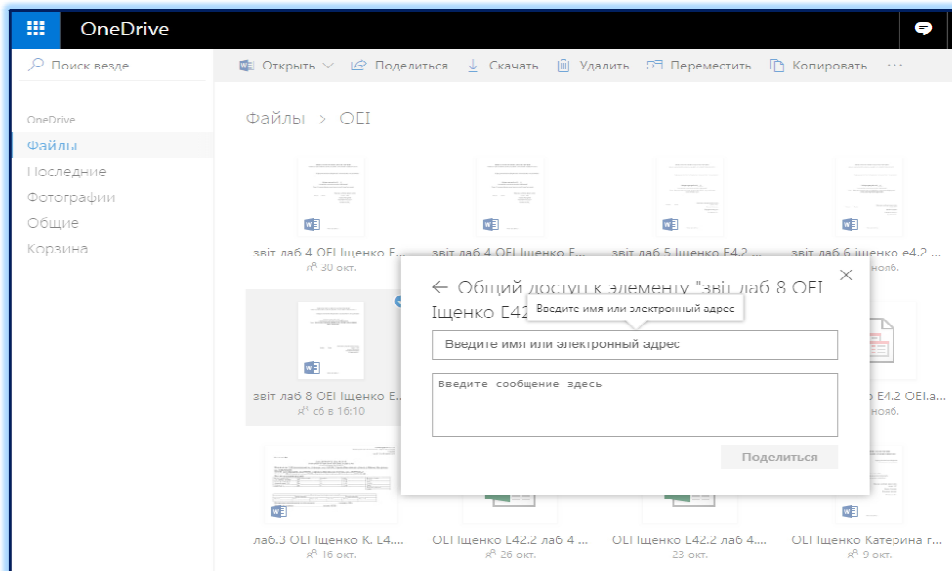 OneDrive
Поиск везде
Открыть
Поделиться
Скачать
Удалить
Переместить
Копировать
OneDrive
Файлы
Последние
Фотографии
Общие
Корзина
Файлы > OEI
звіт лаб 4 OEI Іщенко E...
30 окт.
звіт лаб 4 OEI Іщенко E...
звіт лаб 5 Іщенко E4.2 ...
звіт лаб 6 іщенко е4.2 ...
нояб.
Общий доступ к элементу "звіт лаб 8 OEI
Іщенко E42
Введите имя или электронный адрес
Введите имя или электронный адрес
Введите сообщение здесь
Поделиться
звіт лаб 8 OEI Іщенко E...
сб в 16:10
E4.2 OEI.a...
нояб.
лаб.3 OEI Іщенко К. E4....
16 окт.
OEI Іщенко E42.2 лаб 4 ...
26 окт.
OEI Іщенко E42.2 лаб 4....
23 окт.
OEI Іщенко Катерина г...
9 окт.